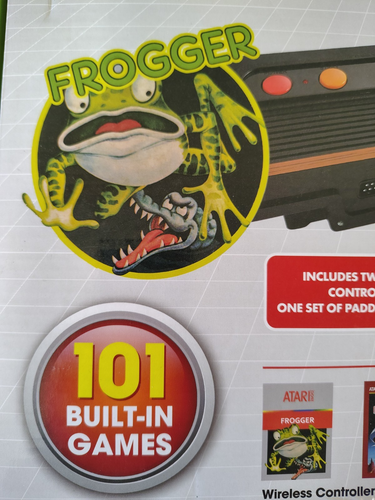 FROGGER
INCLUDES TW
CONTRO
ONE SET OF PADD
101
BUILT-IN
GAMES
ATARI
FROGGER
Wireless Controller